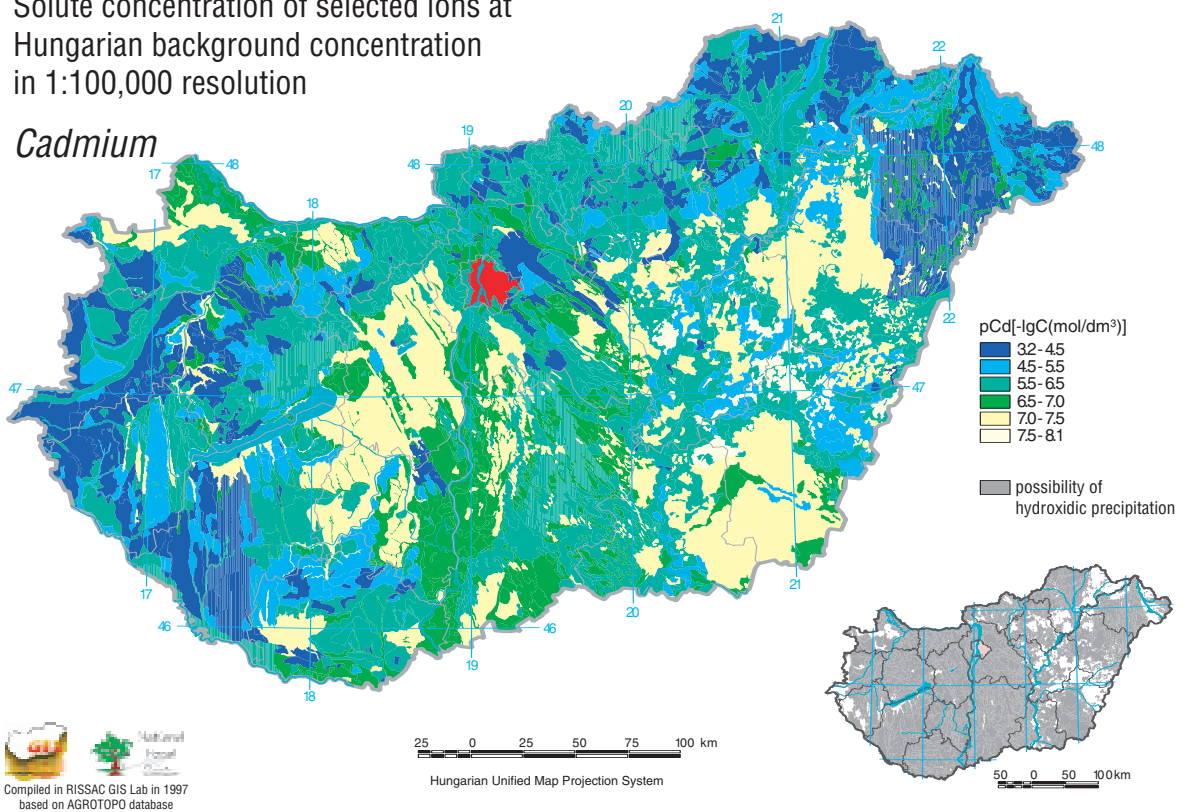 Solute concentration of selected ions at
Hungarian background concentration
in 1:100,000 resolution
Cadmium
21
22
20
19
48
48
17
48
18
22
47
47
17
46
46
21
20
19
18
pCd[-lgC(mol/dm³)]
3.2 - 4.5
4.5 - 5.5
5.5 - 6.5
6.5 - 7.0
7.0 - 7.5
7.5 - 8.1
possibility of
hydroxidic precipitation
25 0 25 50 75 100 km
Hungarian Unified Map Projection System
50 0 50 100 km
GIS
National
Compiled in RISSAC GIS Lab in 1997
based on AGROTOPO database